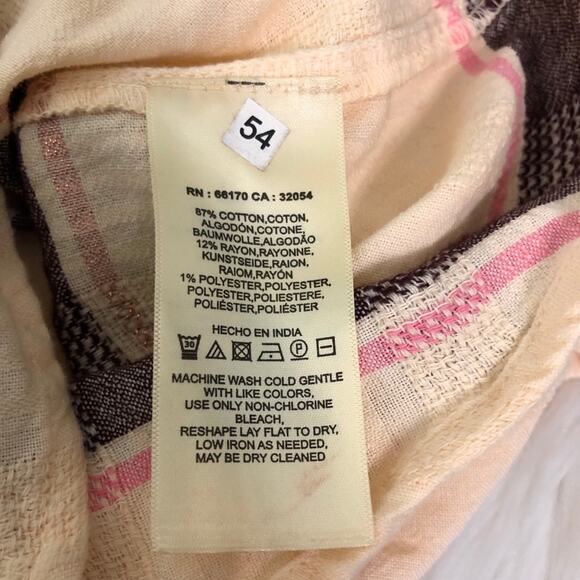 54
RN : 66170 CA : 32054
87% COTTON,COTON,
ALGODÓN,COTONE,
BAUMWOLLE,ALGODÃO
12% RAYON,RAYONNE,
KUNSTSEIDE,RAION,
RAIOM,RAYÓN
1% POLYESTER,POLYESTER,
POLYESTER,POLIESTERE,
POLIÉSTER,POLIÉSTER
HECHO EN INDIA
30 P
MACHINE WASH COLD GENTLE
WITH LIKE COLORS,
USE ONLY NON-CHLORINE
BLEACH,
RESHAPE LAY FLAT TO DRY,
LOW IRON AS NEEDED,
MAY BE DRY CLEANED